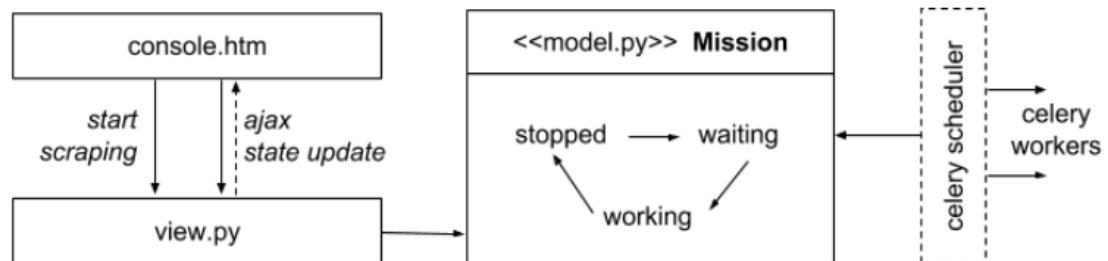 console.htm
start
scraping
ajax
state update
view.py
<<model.py>> Mission
stopped
waiting
working
celery scheduler
celery
workers